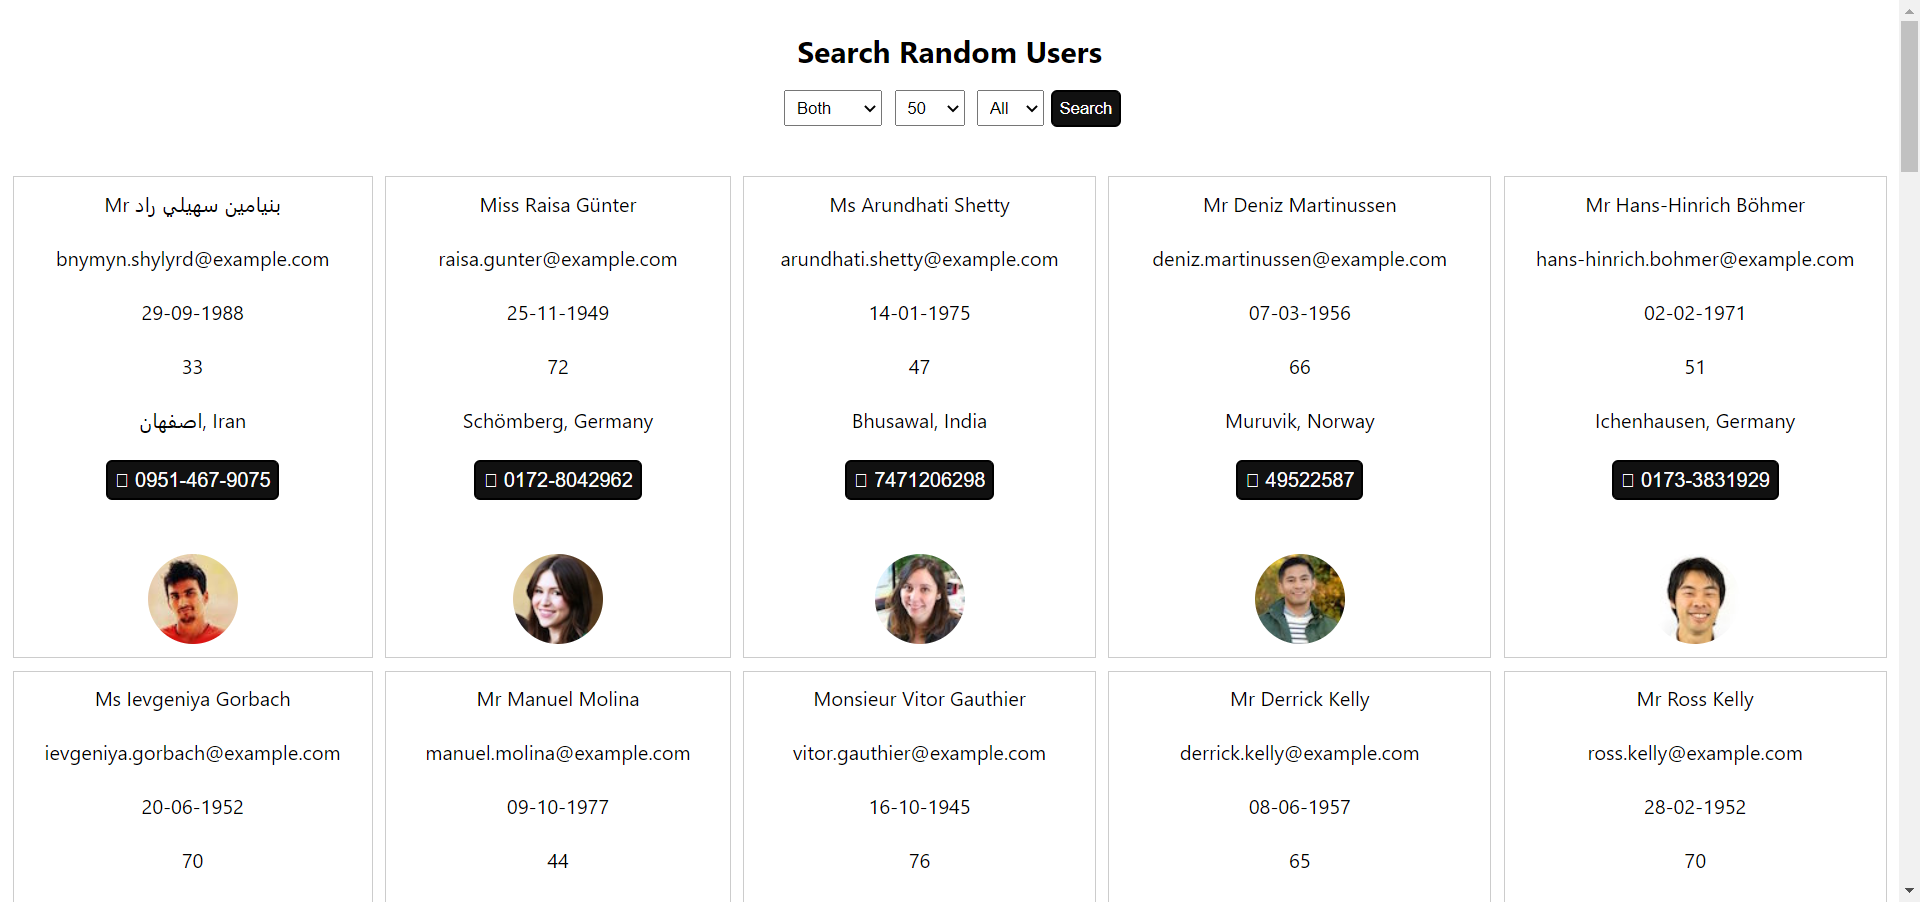 Search Random Users
Both 50 All Search
Mr بنيامين سهيلي راد
bnymyn.shylyrd@example.com
29-09-1988
33
اصفهان, Iran
0951-467-9075
Miss Raisa Günter
raisa.gunter@example.com
25-11-1949
72
Schömberg, Germany
0172-8042962
Ms Arundhati Shetty
arundhati.shetty@example.com
14-01-1975
47
Bhusawal, India
7471206298
Mr Deniz Martinussen
deniz.martinussen@example.com
07-03-1956
66
Muruvik, Norway
49522587
Mr Hans-Hinrich Böhmer
hans-hinrich.bohmer@example.com
02-02-1971
51
Ichenhausen, Germany
0173-3831929
Ms Ievgeniya Gorbach
ievgeniya.gorbach@example.com
20-06-1952
70
Mr Manuel Molina
manuel.molina@example.com
09-10-1977
44
Monsieur Vitor Gauthier
vitor.gauthier@example.com
16-10-1945
76
Mr Derrick Kelly
derrick.kelly@example.com
08-06-1957
65
Mr Ross Kelly
ross.kelly@example.com
28-02-1952
70